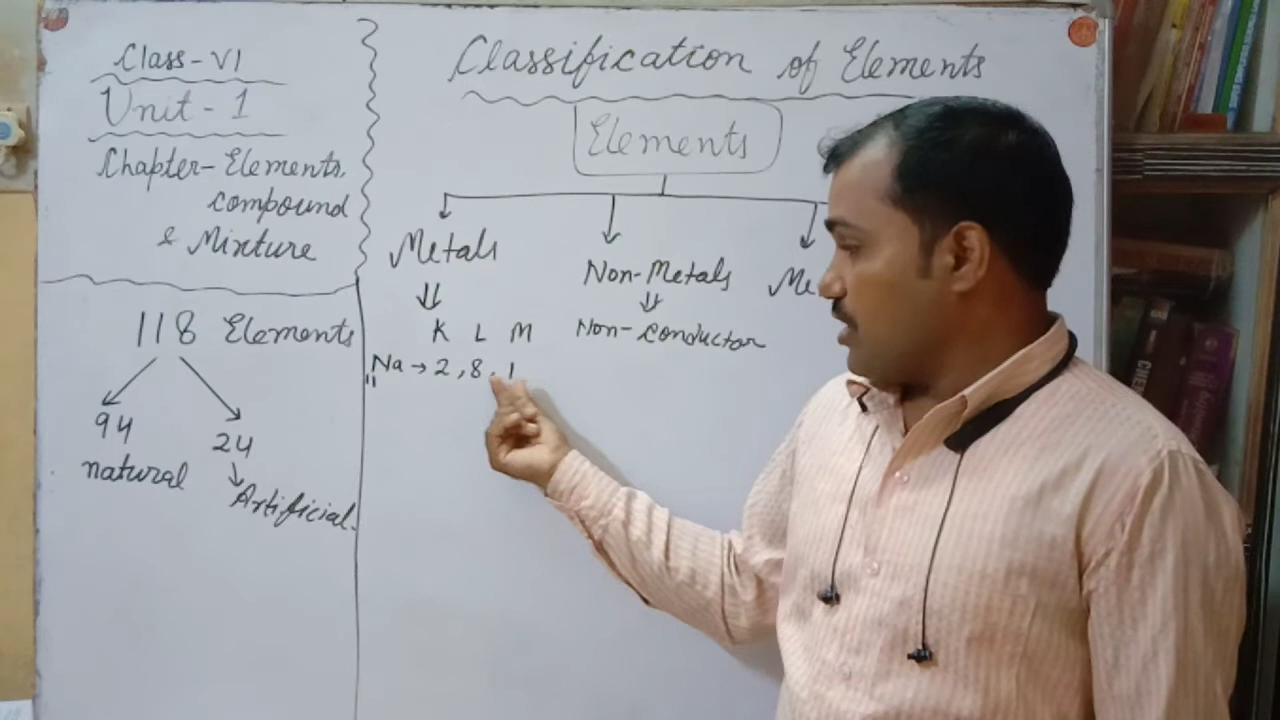 Class-VI
Unit-1
Chapter-Elements,
compound
& Mixture
118 Elements
94
24
natural
Artificial.
Classification of Elements
Elements
Metals
Non-Metals
Me
K L M
Non-conductor
Na → 2, 8, 1
11